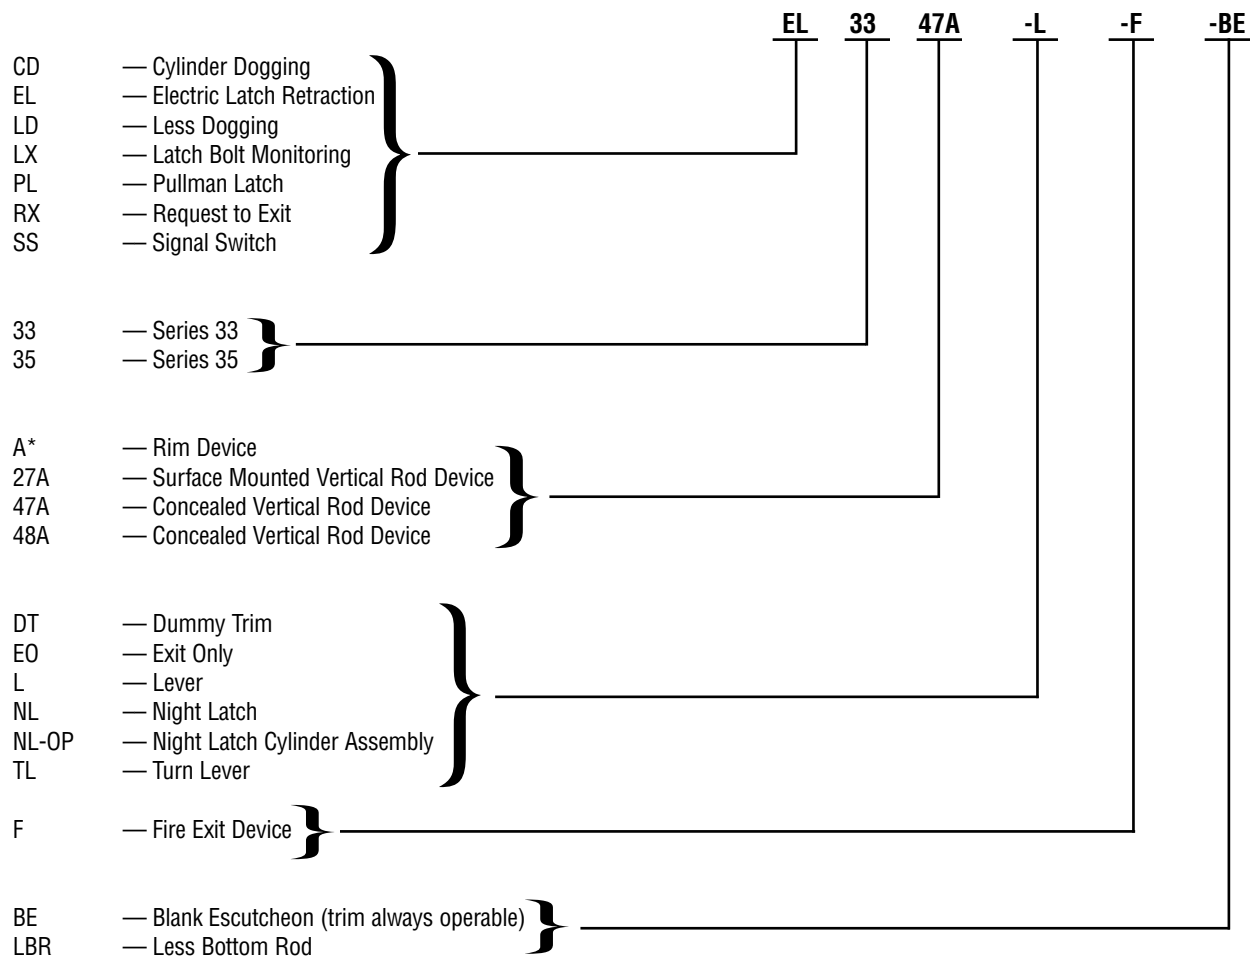 EL 33 47A -L -F -BE
CD — Cylinder Dogging
EL — Electric Latch Retraction
LD — Less Dogging
LX — Latch Bolt Monitoring
PL — Pullman Latch
RX — Request to Exit
SS — Signal Switch
33 — Series 33
35 — Series 35
A* — Rim Device
27A — Surface Mounted Vertical Rod Device
47A — Concealed Vertical Rod Device
48A — Concealed Vertical Rod Device
DT — Dummy Trim
EO — Exit Only
L — Lever
NL — Night Latch
NL-OP — Night Latch Cylinder Assembly
TL — Turn Lever
F — Fire Exit Device
BE — Blank Escutcheon (trim always operable)
LBR — Less Bottom Rod